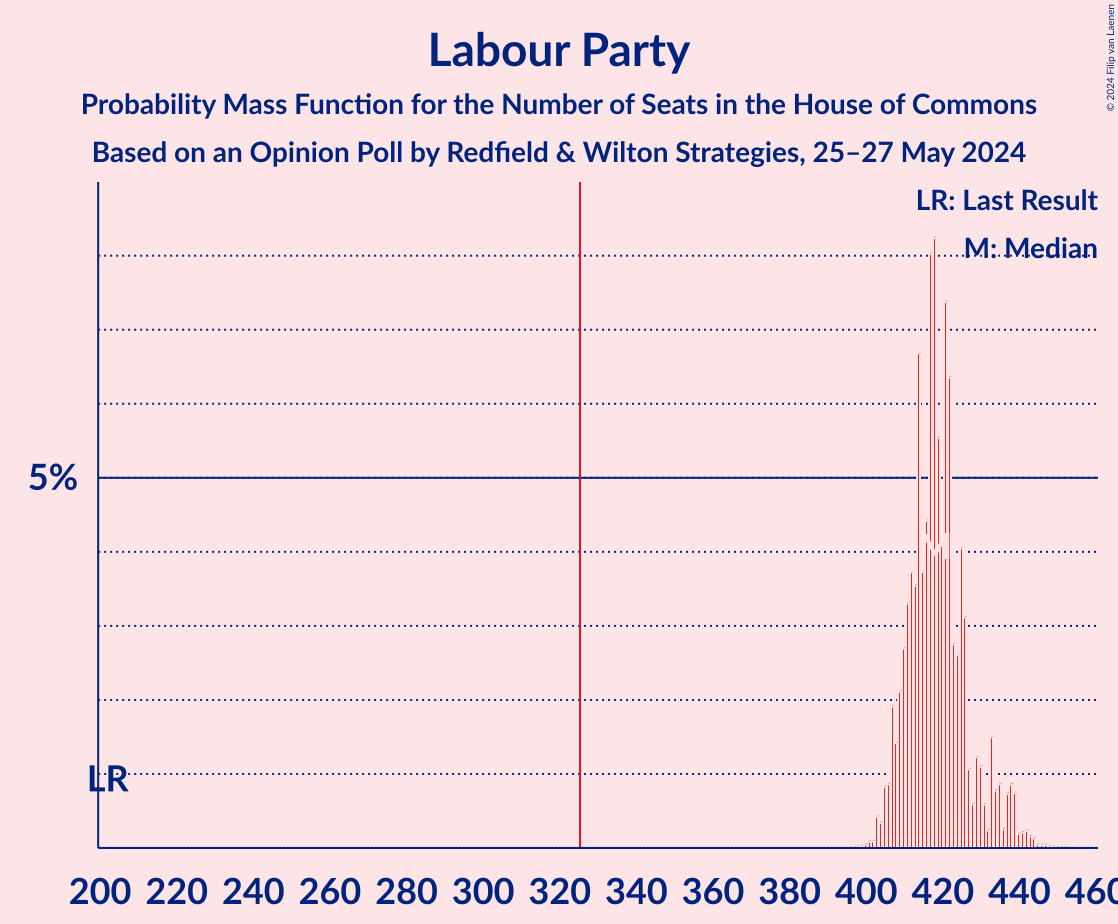 Labour Party
Probability Mass Function for the Number of Seats in the House of Commons
Based on an Opinion Poll by Redfield & Wilton Strategies, 25–27 May 2024
© 2024 Filip van Laenen
LR: Last Result
M: Median
5%
LR
200 220 240 260 280 300 320 340 360 380 400 420 440 460